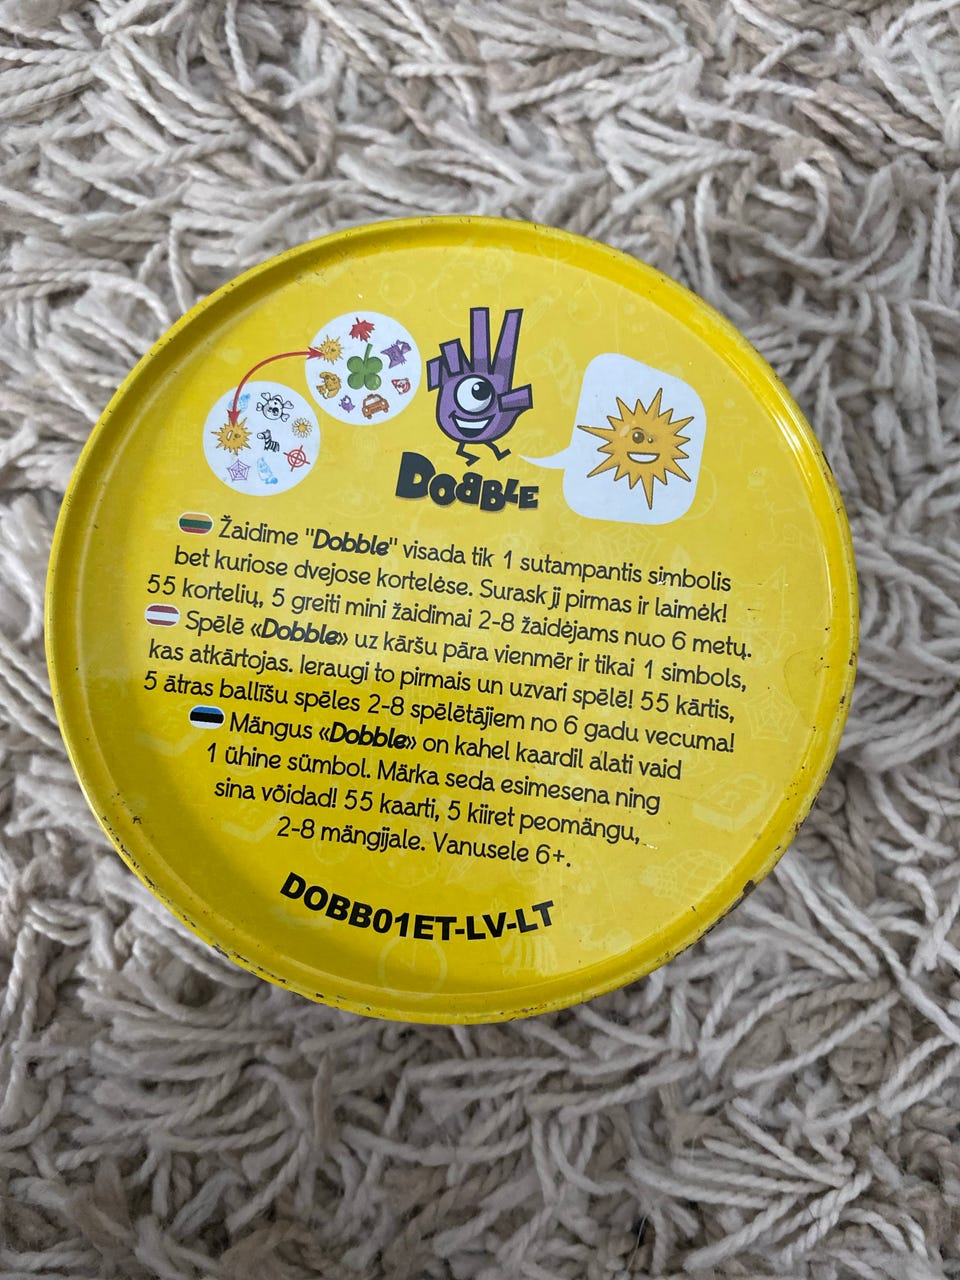 DOBBLE
Žaidime "Dobble" visada tik 1 sutampantis simbolis
bet kuriose dvejose kortelėse. Surask jį pirmas ir laimėk!
55 kortelių, 5 greiti mini žaidimai 2-8 žaidėjams nuo 6 metų.
Spēlē «Dobble» uz kāršu pāra vienmēr ir tikai 1 simbols,
kas atkārtojas. Ieraugi to pirmais un uzvari spēlē! 55 kārtis,
5 ātras ballīšu spēles 2-8 spēlētājiem no 6 gadu vecuma!
Mängus «Dobble» on kahel kaardil alati vaid
1 ühine sümbol. Märka seda esimesena ning
sina võidad! 55 kaarti, 5 kiiret peomängu,
2-8 mängijale. Vanusele 6+.
DOBB01ET-LV-LT